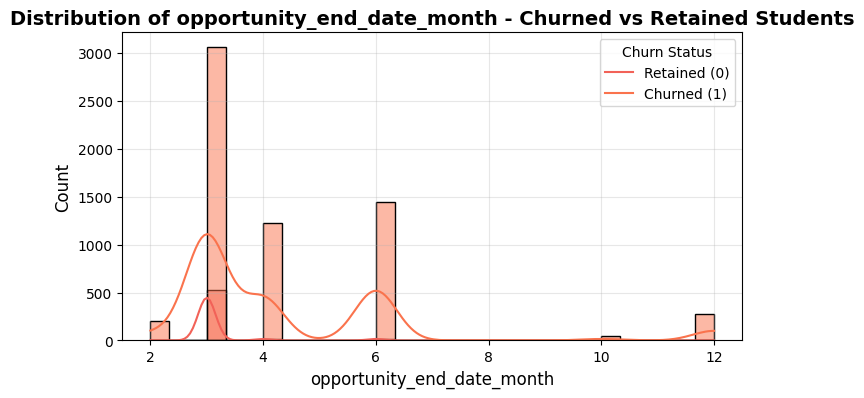 Distribution of opportunity_end_date_month - Churned vs Retained Students
Churn Status
Retained (0)
Churned (1)
Count
3000
2500
2000
1500
1000
500
0
2 4 6 8 10 12
opportunity_end_date_month